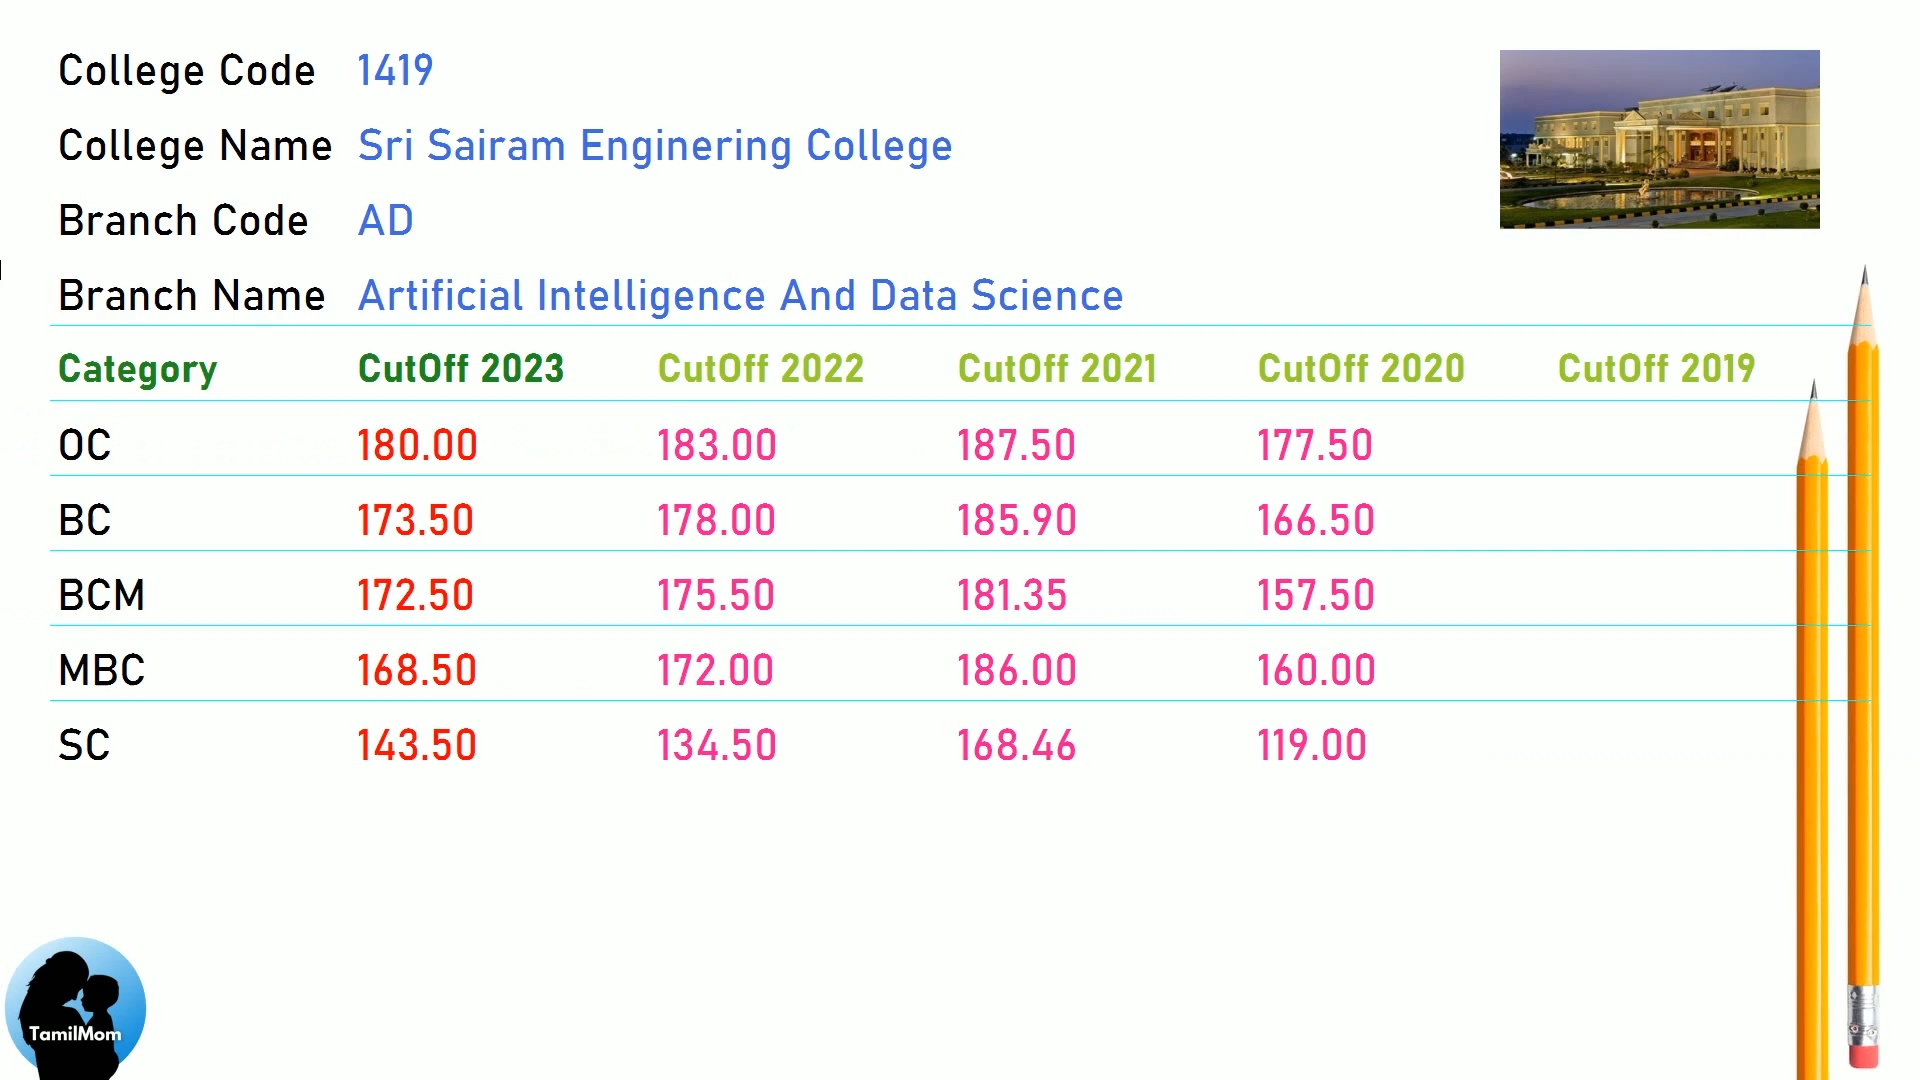 College Code 1419
College Name Sri Sairam Enginering College
Branch Code AD
Branch Name Artificial Intelligence And Data Science
Category CutOff 2023 CutOff 2022 CutOff 2021 CutOff 2020 CutOff 2019
OC 180.00 183.00 187.50 177.50
BC 173.50 178.00 185.90 166.50
BCM 172.50 175.50 181.35 157.50
MBC 168.50 172.00 186.00 160.00
SC 143.50 134.50 168.46 119.00
TamilMom